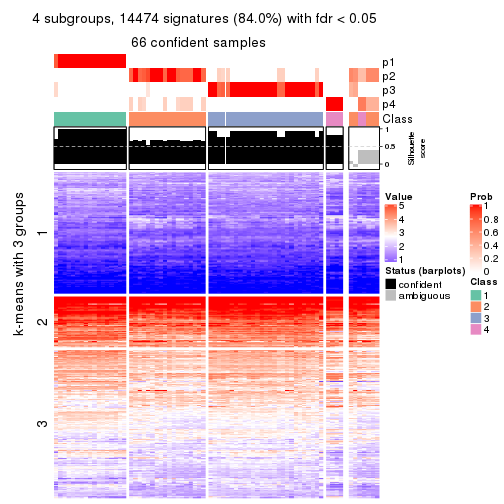 4 subgroups, 14474 signatures (84.0%) with fdr < 0.05
66 confident samples
p1
p2
p3
p4
Class
1
0.5
0
Silhouette
score
k-means with 3 groups
1
2
3
Value
5
4
3
2
1
Status (barplots)
confident
ambiguous
Prob
1
0.8
0.6
0.4
0.2
0
Class
1
2
3
4